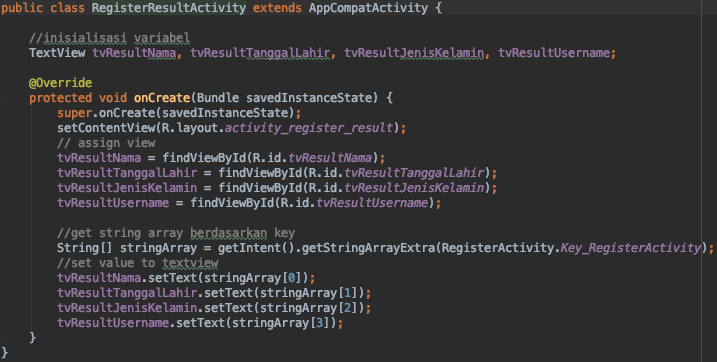 public class RegisterResultActivity extends AppCompatActivity {
//inisialisasi variabel
TextView tvResultNama, tvResultTanggalLahir, tvResultJenisKelamin, tvResultUsername;
@Override
protected void onCreate(Bundle savedInstanceState) {
super.onCreate(savedInstanceState);
setContentView(R.layout.activity_register_result);
// assign view
tvResultNama = findViewById(R.id.tvResultNama);
tvResultTanggalLahir = findViewById(R.id.tvResultTanggalLahir);
tvResultJenisKelamin = findViewById(R.id.tvResultJenisKelamin);
tvResultUsername = findViewById(R.id.tvResultUsername);
//get string array berdasarkan key
String[] stringArray = getIntent().getStringArrayExtra(RegisterActivity.Key_RegisterActivity);
//set value to textview
tvResultNama.setText(stringArray[0]);
tvResultTanggalLahir.setText(stringArray[1]);
tvResultJenisKelamin.setText(stringArray[2]);
tvResultUsername.setText(stringArray[3]);
}
}